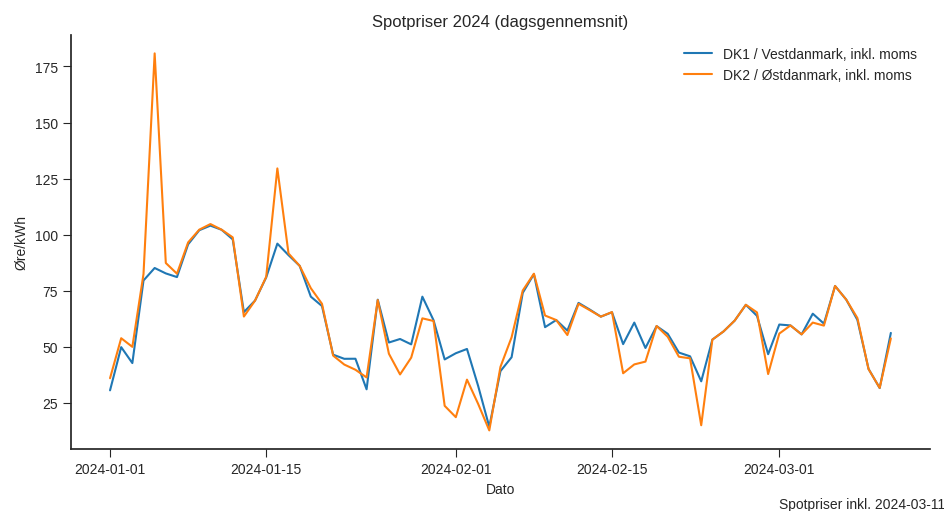 Spotpriser 2024 (dagsgennemsnit)
DK1 / Vestdanmark, inkl. moms
DK2 / Østdanmark, inkl. moms
Øre/kWh
175
150
125
100
75
50
25
2024-01-01
2024-01-15
2024-02-01
2024-02-15
2024-03-01
Dato
Spotpriser inkl. 2024-03-11